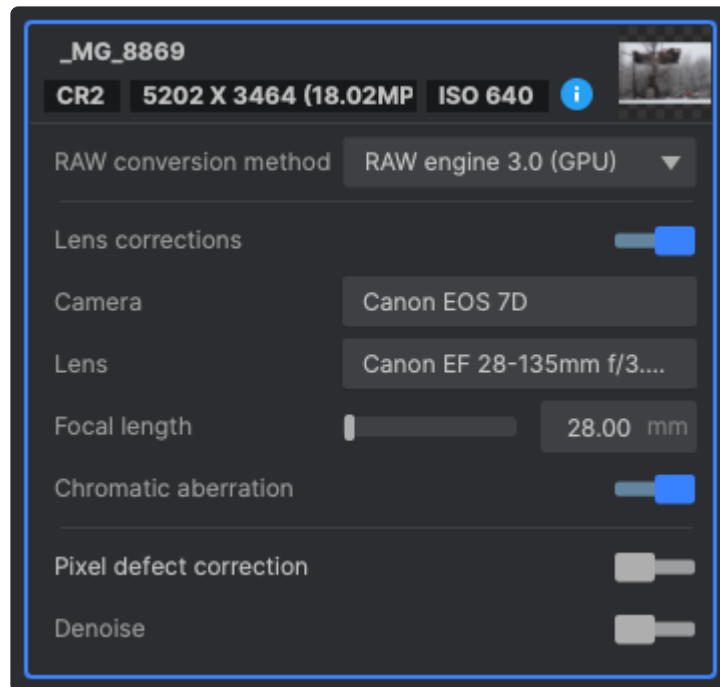 _MG_8869
CR2 5202 X 3464 (18.02MP ISO 640 i
RAW conversion method RAW engine 3.0 (GPU)
Lens corrections
Camera Canon EOS 7D
Lens Canon EF 28-135mm f/3....
Focal length 28.00 mm
Chromatic aberration
Pixel defect correction
Denoise